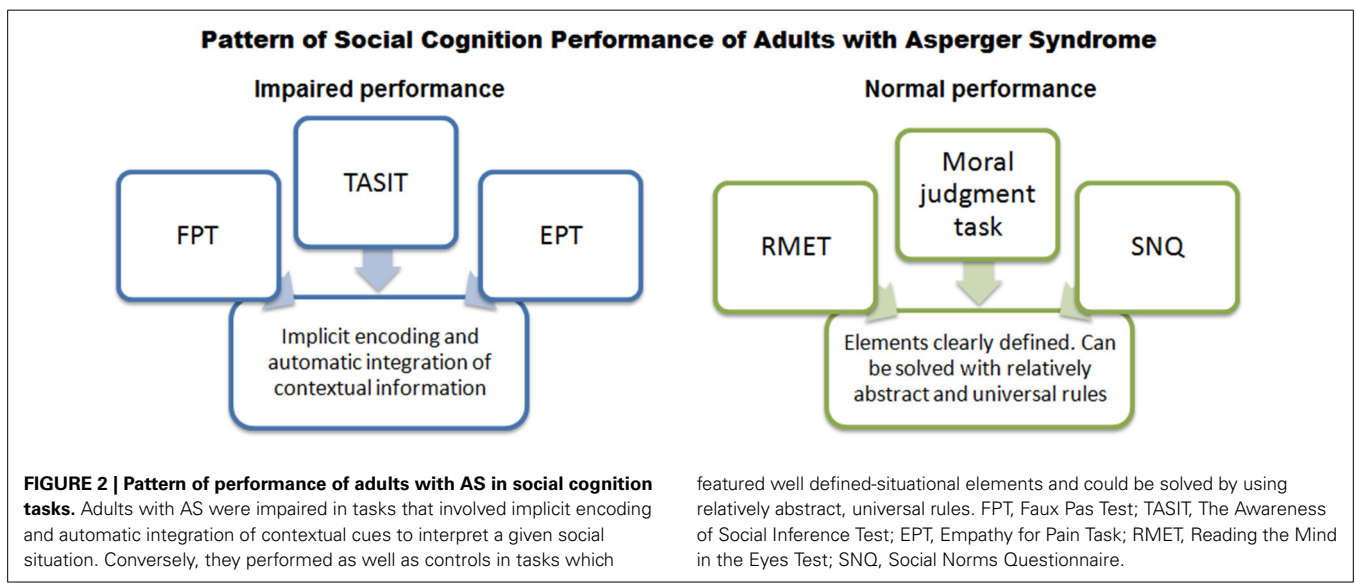 Pattern of Social Cognition Performance of Adults with Asperger Syndrome
Impaired performance
FPT
TASIT
EPT
Implicit encoding and
automatic integration of
contextual information
Normal performance
RMET
Moral
judgment
task
SNQ
Elements clearly defined. Can
be solved with relatively
abstract and universal rules
FIGURE 2 | Pattern of performance of adults with AS in social cognition
tasks. Adults with AS were impaired in tasks that involved implicit encoding
and automatic integration of contextual cues to interpret a given social
situation. Conversely, they performed as well as controls in tasks which
featured well defined-situational elements and could be solved by using
relatively abstract, universal rules. FPT, Faux Pas Test; TASIT, The Awareness
of Social Inference Test; EPT, Empathy for Pain Task; RMET, Reading the Mind
in the Eyes Test; SNQ, Social Norms Questionnaire.